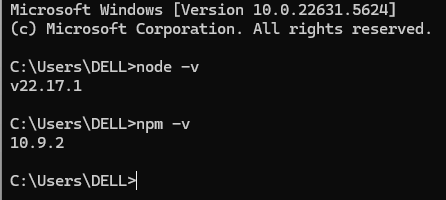 Microsoft Windows [Version 10.0.22631.5624]
(c) Microsoft Corporation. All rights reserved.
C:\Users\DELL>node -v
v22.17.1
C:\Users\DELL>npm -v
10.9.2
C:\Users\DELL>